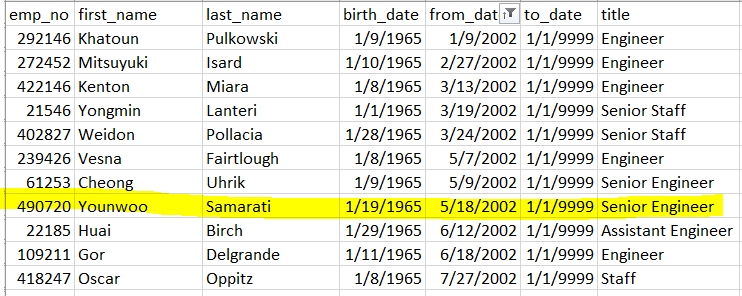 emp_no first_name last_name birth_date from_dat to_date title
292146 Khatoun Pulkowski 1/9/1965 1/9/2002 1/1/9999 Engineer
272452 Mitsuyuki Isard 1/10/1965 2/27/2002 1/1/9999 Engineer
422146 Kenton Miara 1/8/1965 3/13/2002 1/1/9999 Engineer
21546 Yongmin Lanteri 1/1/1965 3/19/2002 1/1/9999 Senior Staff
402827 Weidon Pollacia 1/28/1965 3/24/2002 1/1/9999 Senior Staff
239426 Vesna Fairtlough 1/8/1965 5/7/2002 1/1/9999 Engineer
61253 Cheong Uhrik 1/9/1965 5/9/2002 1/1/9999 Senior Engineer
490720 Younwoo Samarati 1/19/1965 5/18/2002 1/1/9999 Senior Engineer
22185 Huai Birch 1/29/1965 6/12/2002 1/1/9999 Assistant Engineer
109211 Gor Delgrande 1/11/1965 6/18/2002 1/1/9999 Engineer
418247 Oscar Oppitz 1/8/1965 7/27/2002 1/1/9999 Staff